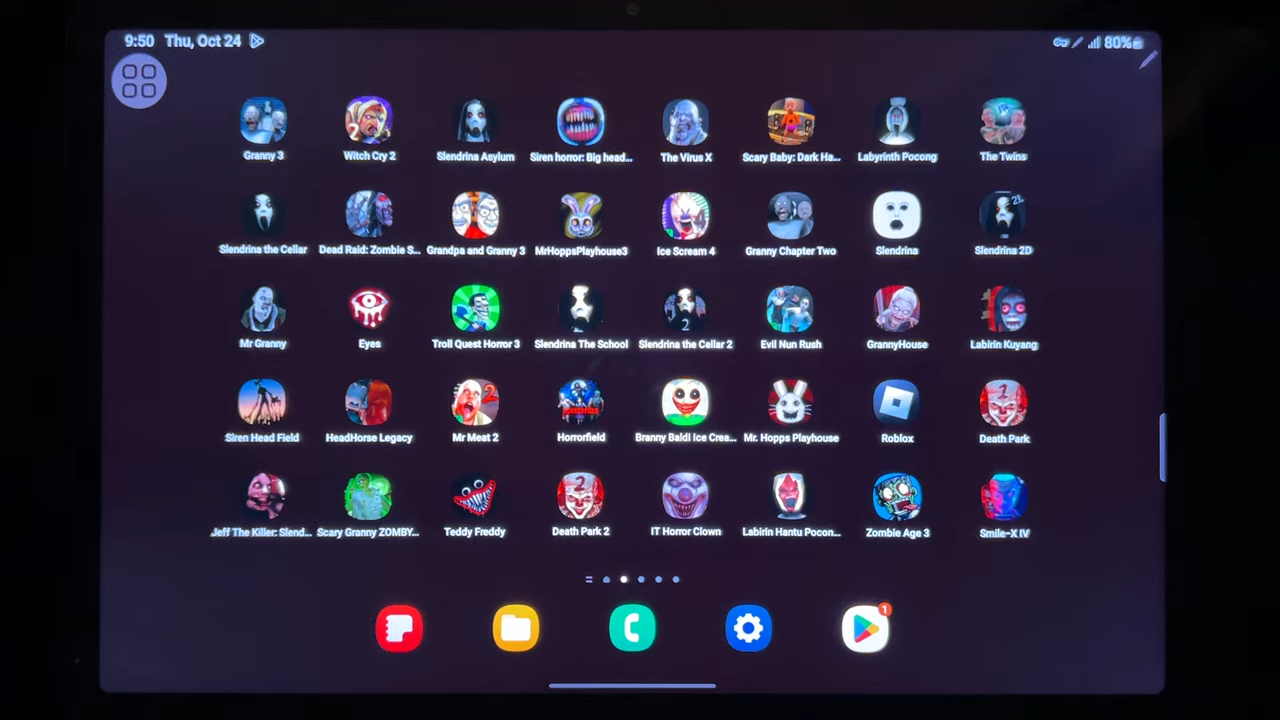 9:50 Thu, Oct 24 80%
Granny 3 Witch Cry 2 Slendrina Asylum Siren horror: Big head... The Virus X Scary Baby: Dark Ha... Labyrinth Pocong The Twins
Slendrina the Cellar Dead Raid: Zombie S... Grandpa and Granny 3 MrHoppsPlayhouse3 Ice Scream 4 Granny Chapter Two Slendrina Slendrina 2D
Mr Granny Eyes Troll Quest Horror 3 Slendrina The School Slendrina the Cellar 2 Evil Nun Rush GrannyHouse Labirin Kuyang
Siren Head Field HeadHorse Legacy Mr Meat 2 Horrorfield Branny Baldi Ice Crea... Mr. Hopps Playhouse Roblox Death Park
Jeff The Killer: Slend... Scary Granny ZOMBY... Teddy Freddy Death Park 2 IT Horror Clown Labirin Hantu Pocon... Zombie Age 3 Smile-X IV
1